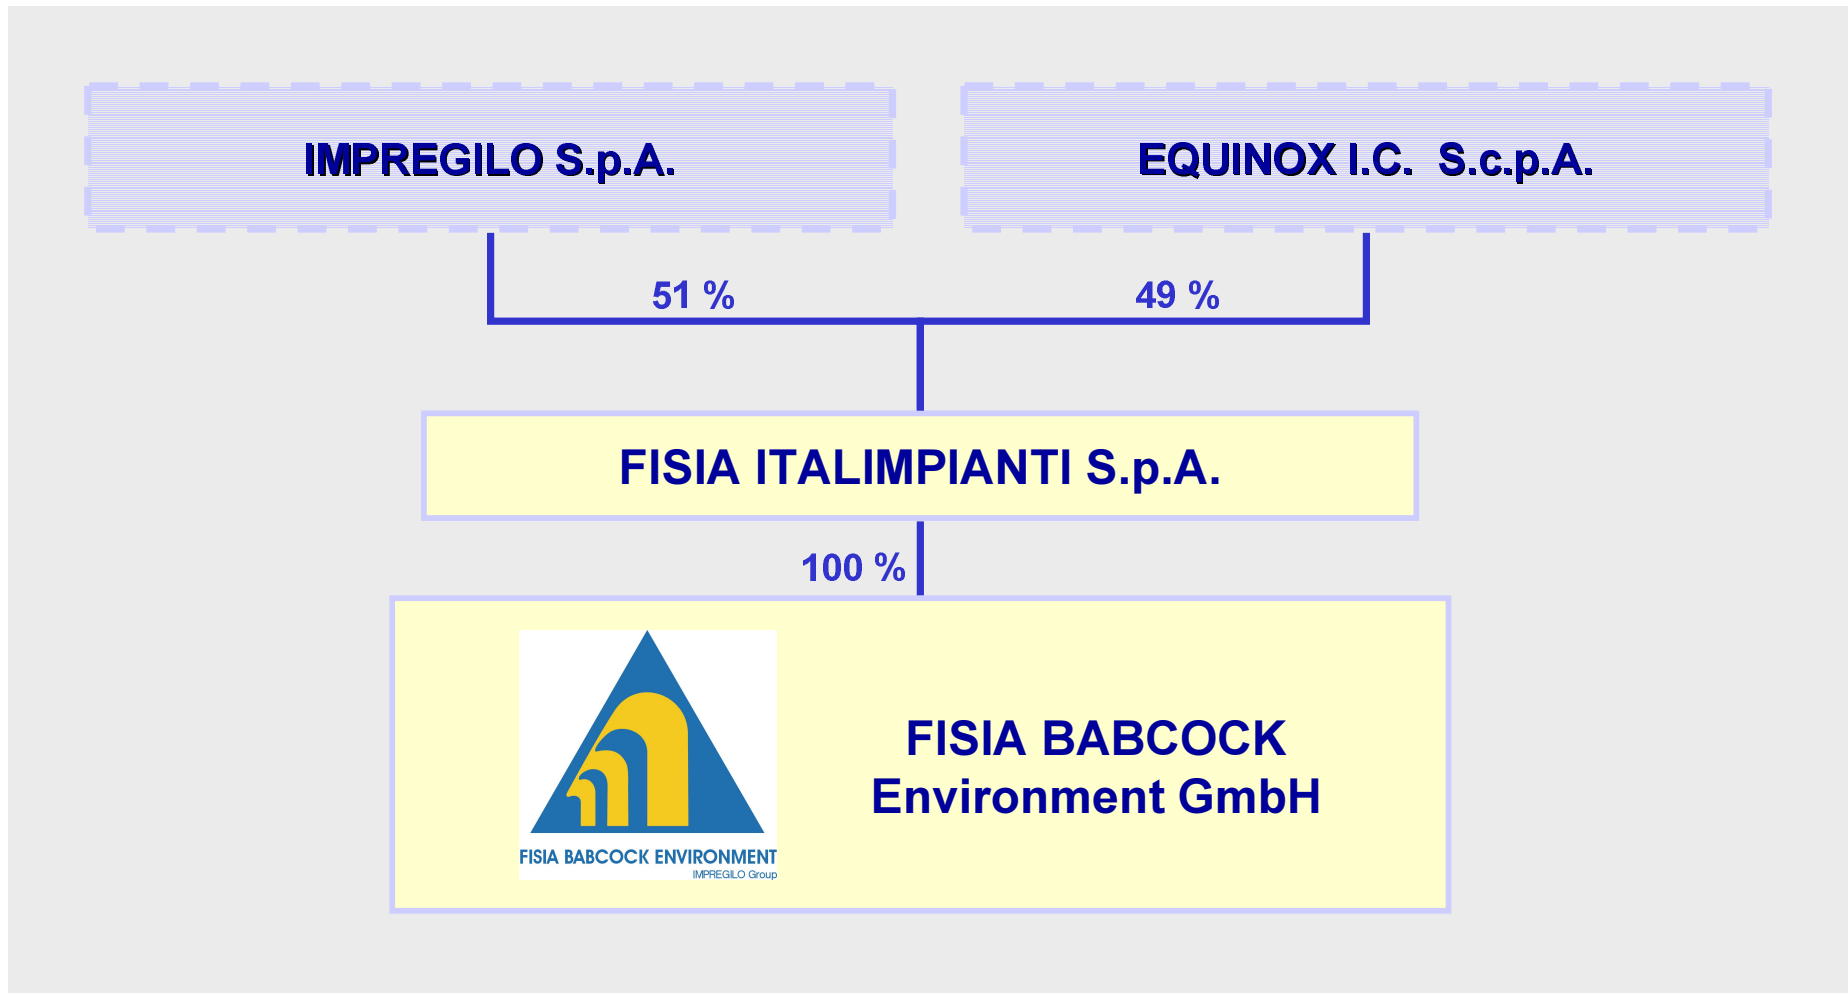 IMPREGILO S.p.A.
EQUINOX I.C. S.c.p.A.
51 %
49 %
FISIA ITALIMPIANTI S.p.A.
100 %
FISIA BABCOCK
Environment GmbH
FISIA BABCOCK ENVIRONMENT
IMPREGILO Group